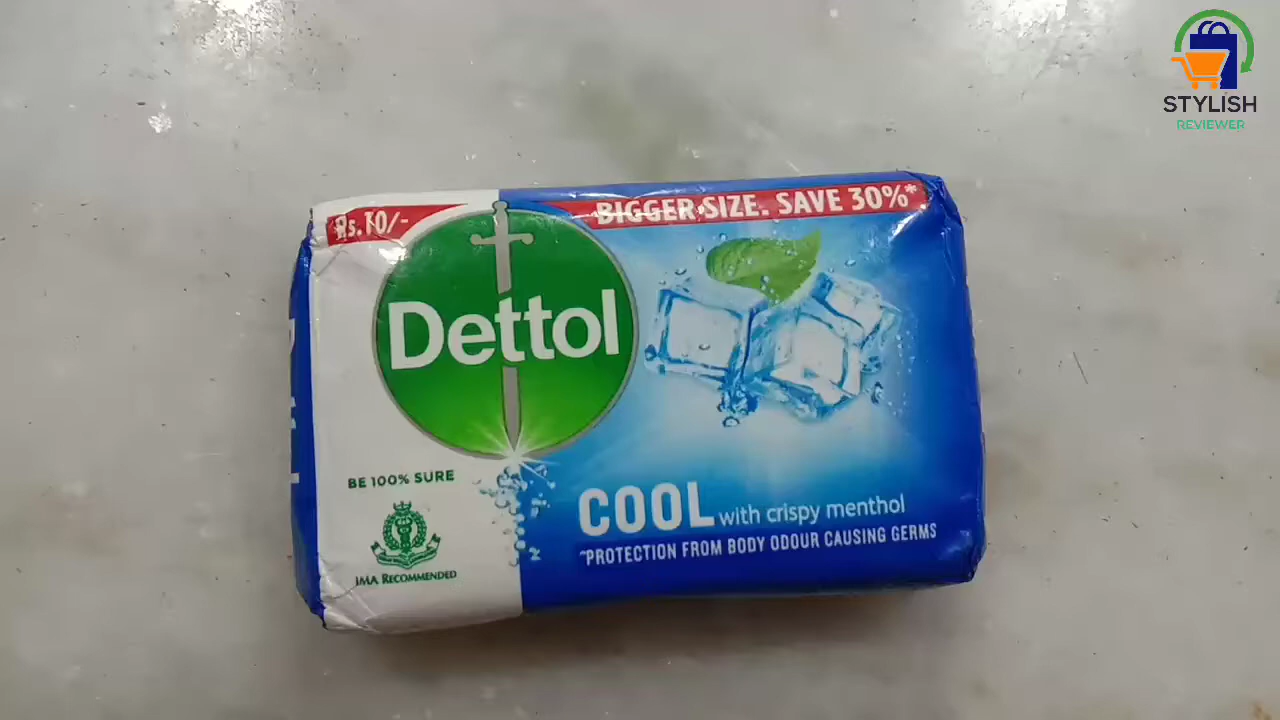 STYLISH
REVIEWER
Rs.10/-
BIGGER SIZE. SAVE 30%*
Dettol
BE 100% SURE
IMA RECOMMENDED
COOL with crispy menthol
~PROTECTION FROM BODY ODOUR CAUSING GERMS